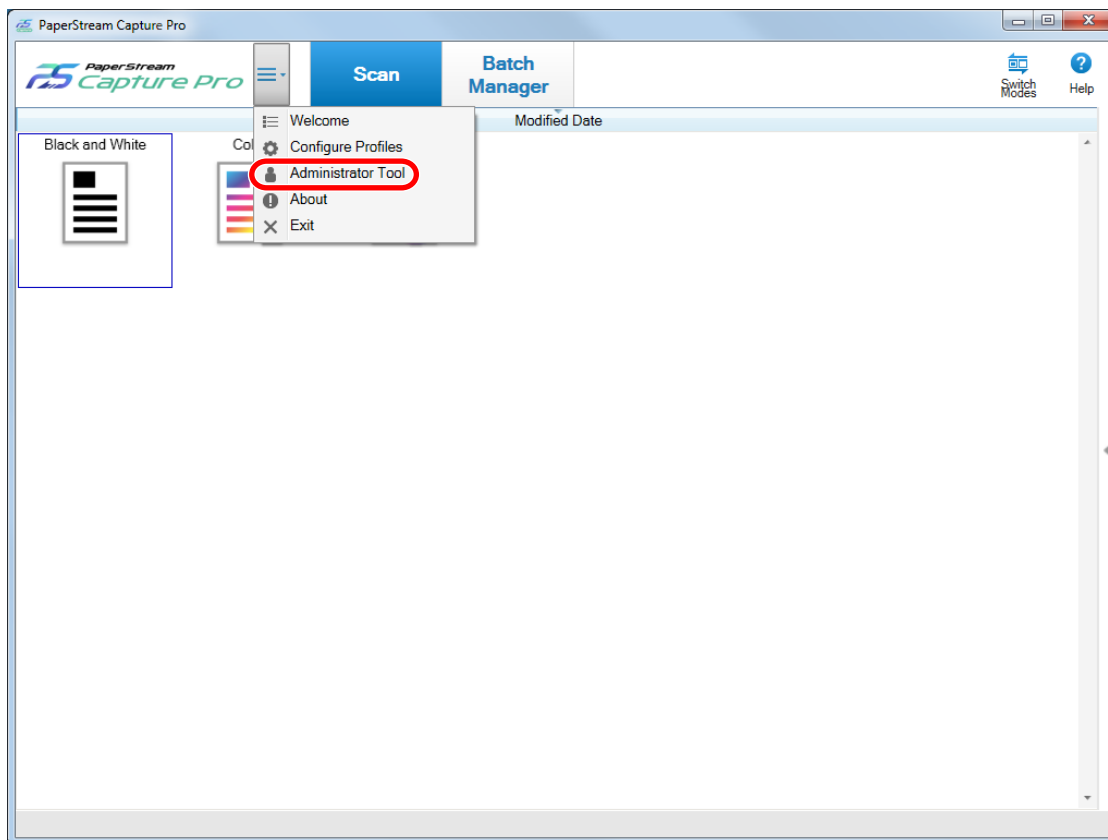 PaperStream Capture Pro
PaperStream
Capture Pro
Scan
Batch
Manager
Switch
Modes
Help
Modified Date
Welcome
Configure Profiles
Administrator Tool
About
Exit
Black and White
Col